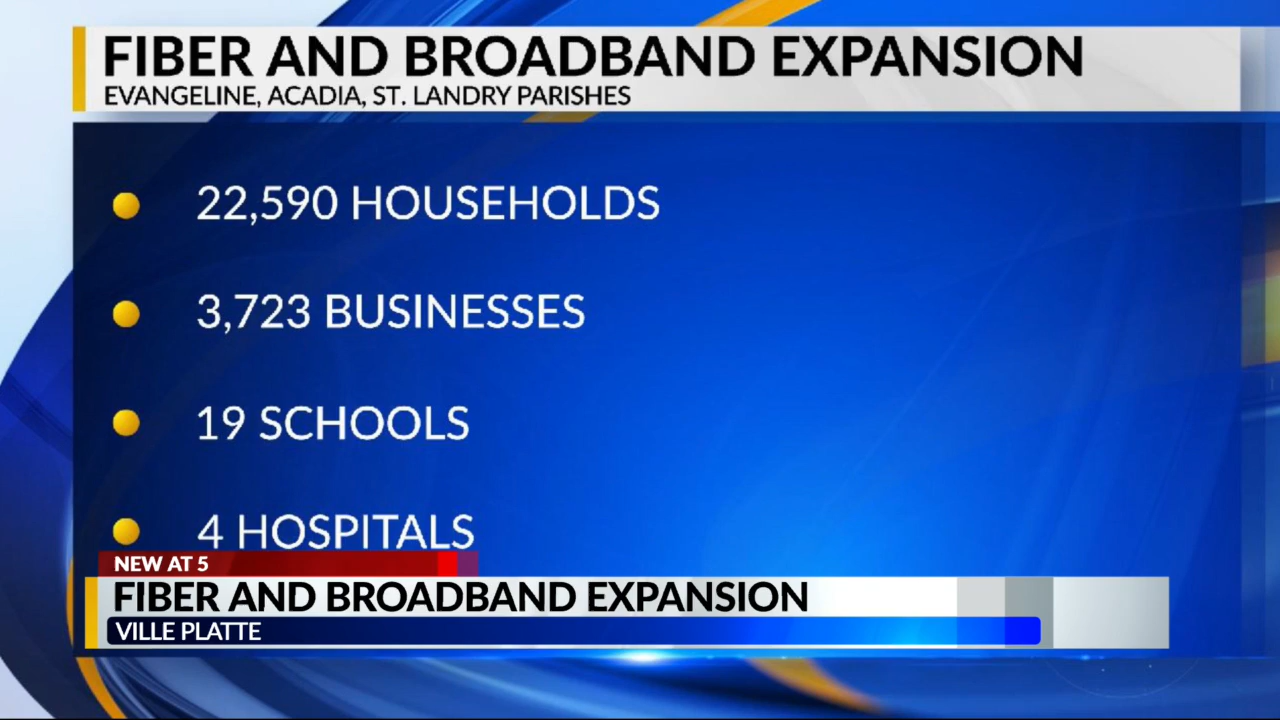 FIBER AND BROADBAND EXPANSION
EVANGELINE, ACADIA, ST. LANDRY PARISHES
22,590 HOUSEHOLDS
3,723 BUSINESSES
19 SCHOOLS
4 HOSPITALS
NEW AT 5
FIBER AND BROADBAND EXPANSION
VILLE PLATTE